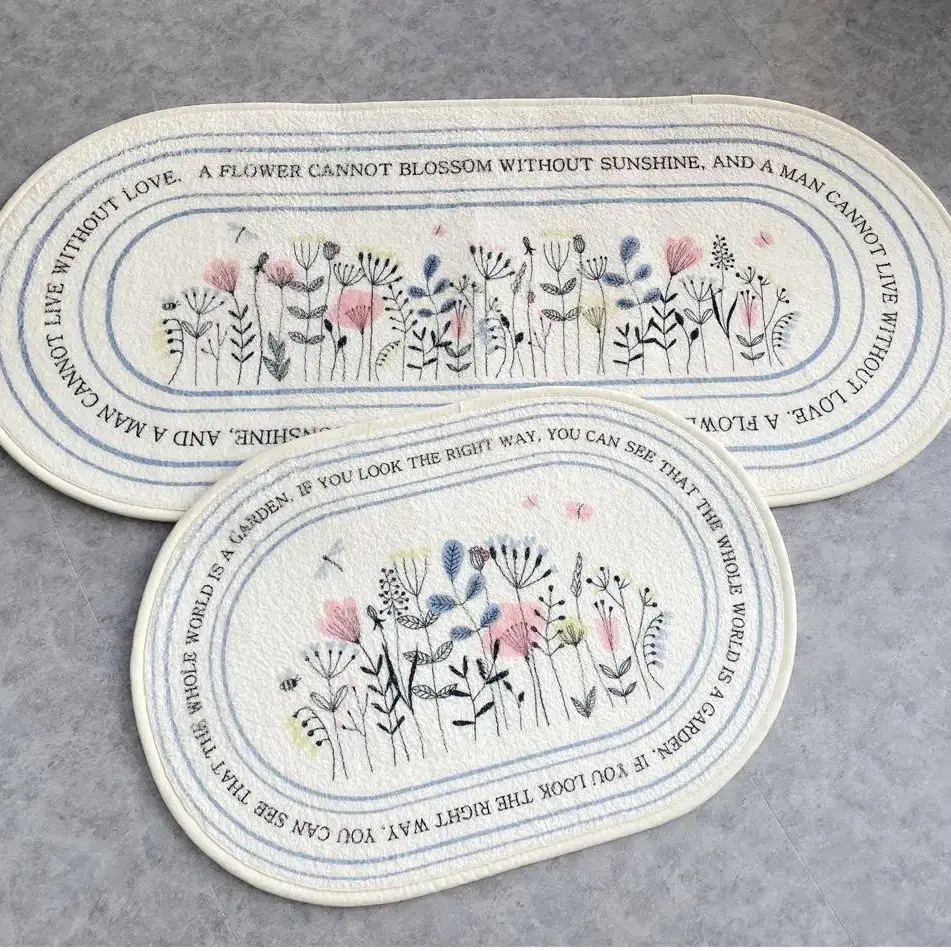 A FLOWER CANNOT BLOSSOM WITHOUT SUNSHINE, AND A MAN CANNOT LIVE WITHOUT LOVE. A FLOWE
NSHINE, AND A MAN CANNOT LIVE WITHOUT LOVE.
IF YOU LOOK THE RIGHT WAY, YOU CAN SEE THAT THE WHOLE WORLD IS A GARDEN. IF YOU LOOK THE RIGHT WAY, YOU CAN SEE THAT THE WHOLE WORLD IS A GARDEN.